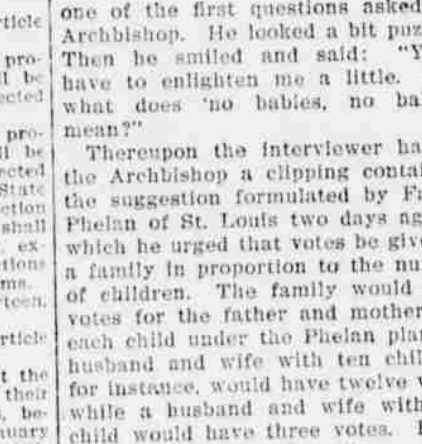 rticle
pro-
ll be
ected
pro-
ll be
ected
State
ction
shall
ex-
tions
ms.
rteen.
rticle
t the
their
, be-
nuary
one of the first questions asked
Archbishop. He looked a bit puz
Then he smiled and said: "Y
have to enlighten me a little.
what does 'no babies, no ba
mean?"
Thereupon the interviewer ha
the Archbishop a clipping contai
the suggestion formulated by Fa
Phelan of St. Louis two days ag
which he urged that votes be give
a family in proportion to the nu
of children. The family would
votes for the father and mother
each child under the Phelan plan
husband and wife with ten chil
for instance, would have twelve v
while a husband and wife with
child would have three votes.